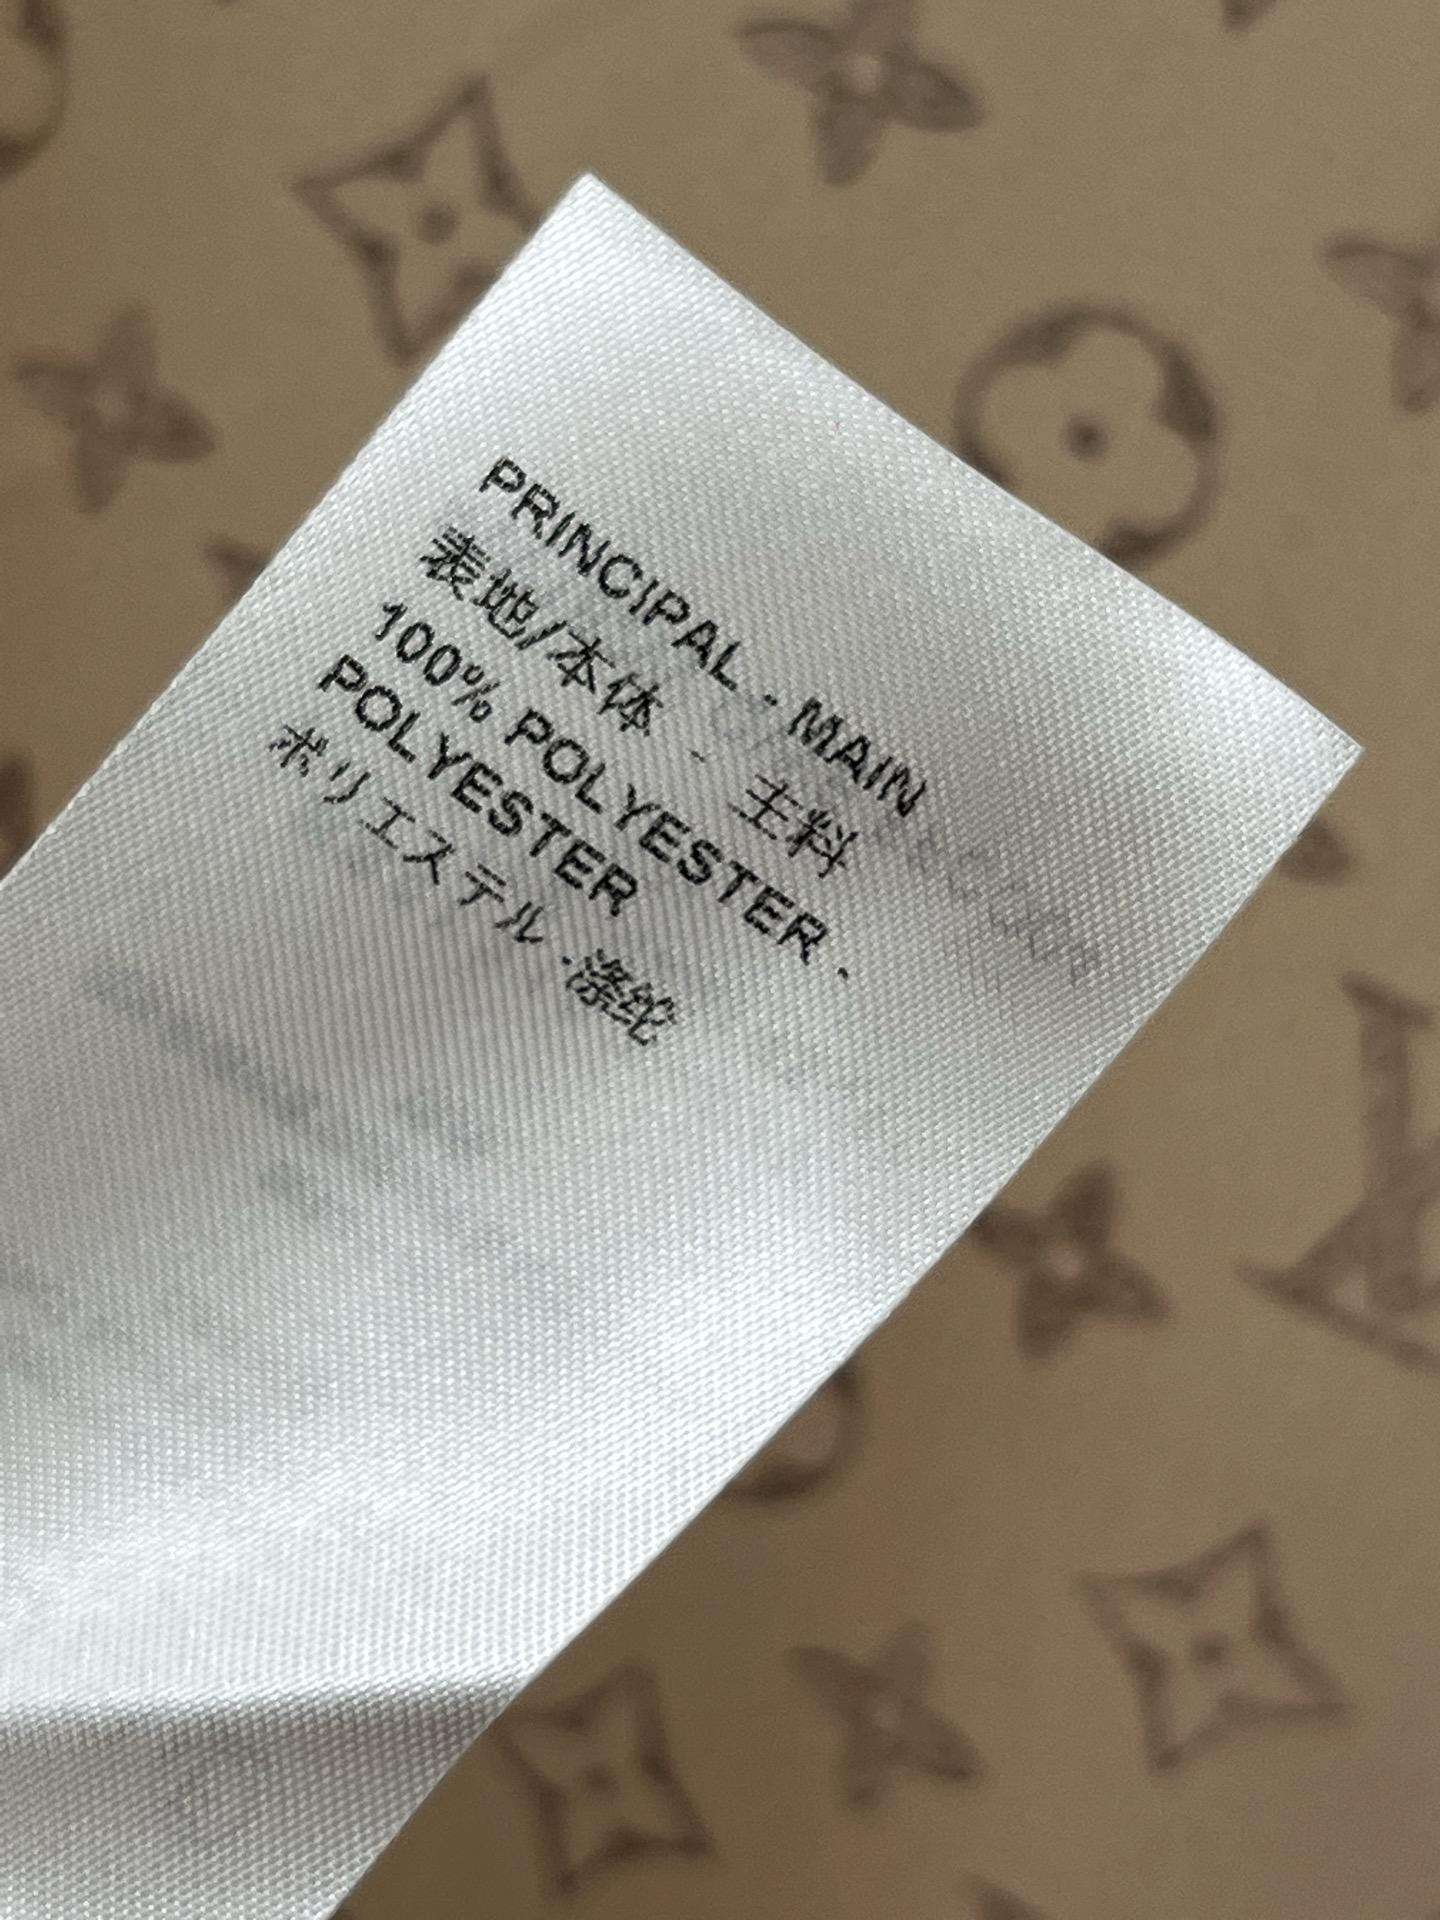 PRINCIPAL - MAIN
表地/本体 - 主料
100% POLYESTER -
POLYESTER
ポリエステル -涤纶